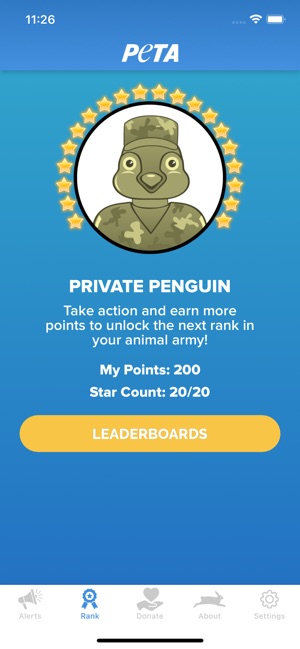 11:26
PETA
PRIVATE PENGUIN
Take action and earn more
points to unlock the next rank in
your animal army!
My Points: 200
Star Count: 20/20
LEADERBOARDS
Alerts Rank Donate About Settings